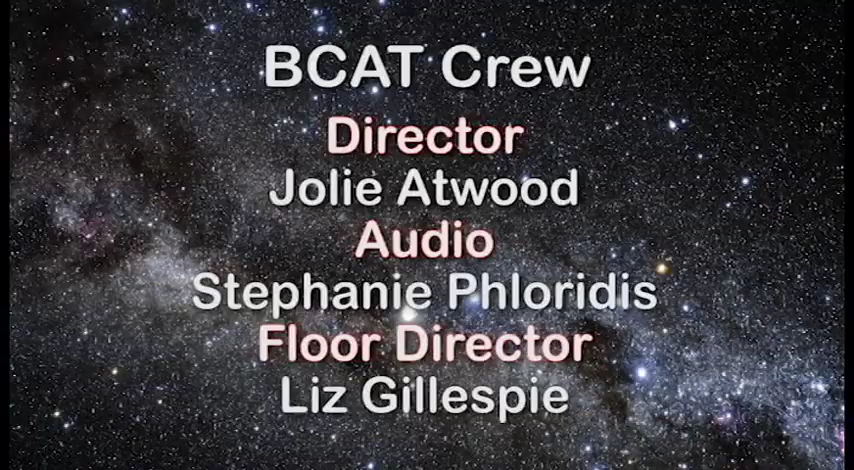 BCAT Crew
Director
Jolie Atwood
Audio
Stephanie Phloridis
Floor Director
Liz Gillespie